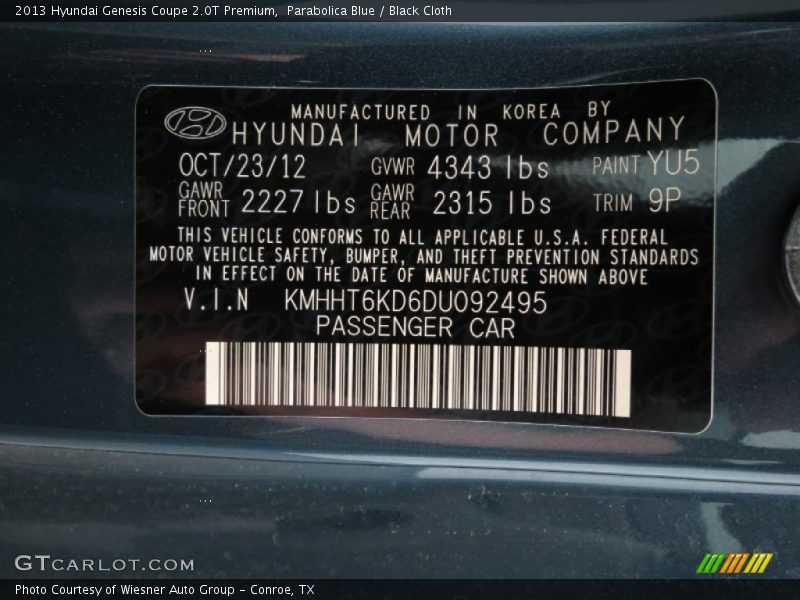 2013 Hyundai Genesis Coupe 2.0T Premium,  Parabolica Blue / Black Cloth
MANUFACTURED IN KOREA BY
HYUNDAI MOTOR COMPANY
OCT/23/12 GVWR 4343 lbs PAINT YU5
GAWR FRONT 2227 lbs GAWR REAR 2315 lbs TRIM 9P
THIS VEHICLE CONFORMS TO ALL APPLICABLE U.S.A. FEDERAL
MOTOR VEHICLE SAFETY, BUMPER, AND THEFT PREVENTION STANDARDS
IN EFFECT ON THE DATE OF MANUFACTURE SHOWN ABOVE
V.I.N KMHHT6KD6DU092495
PASSENGER CAR
GTCARLOT.COM
Photo Courtesy of Wiesner Auto Group - Conroe, TX